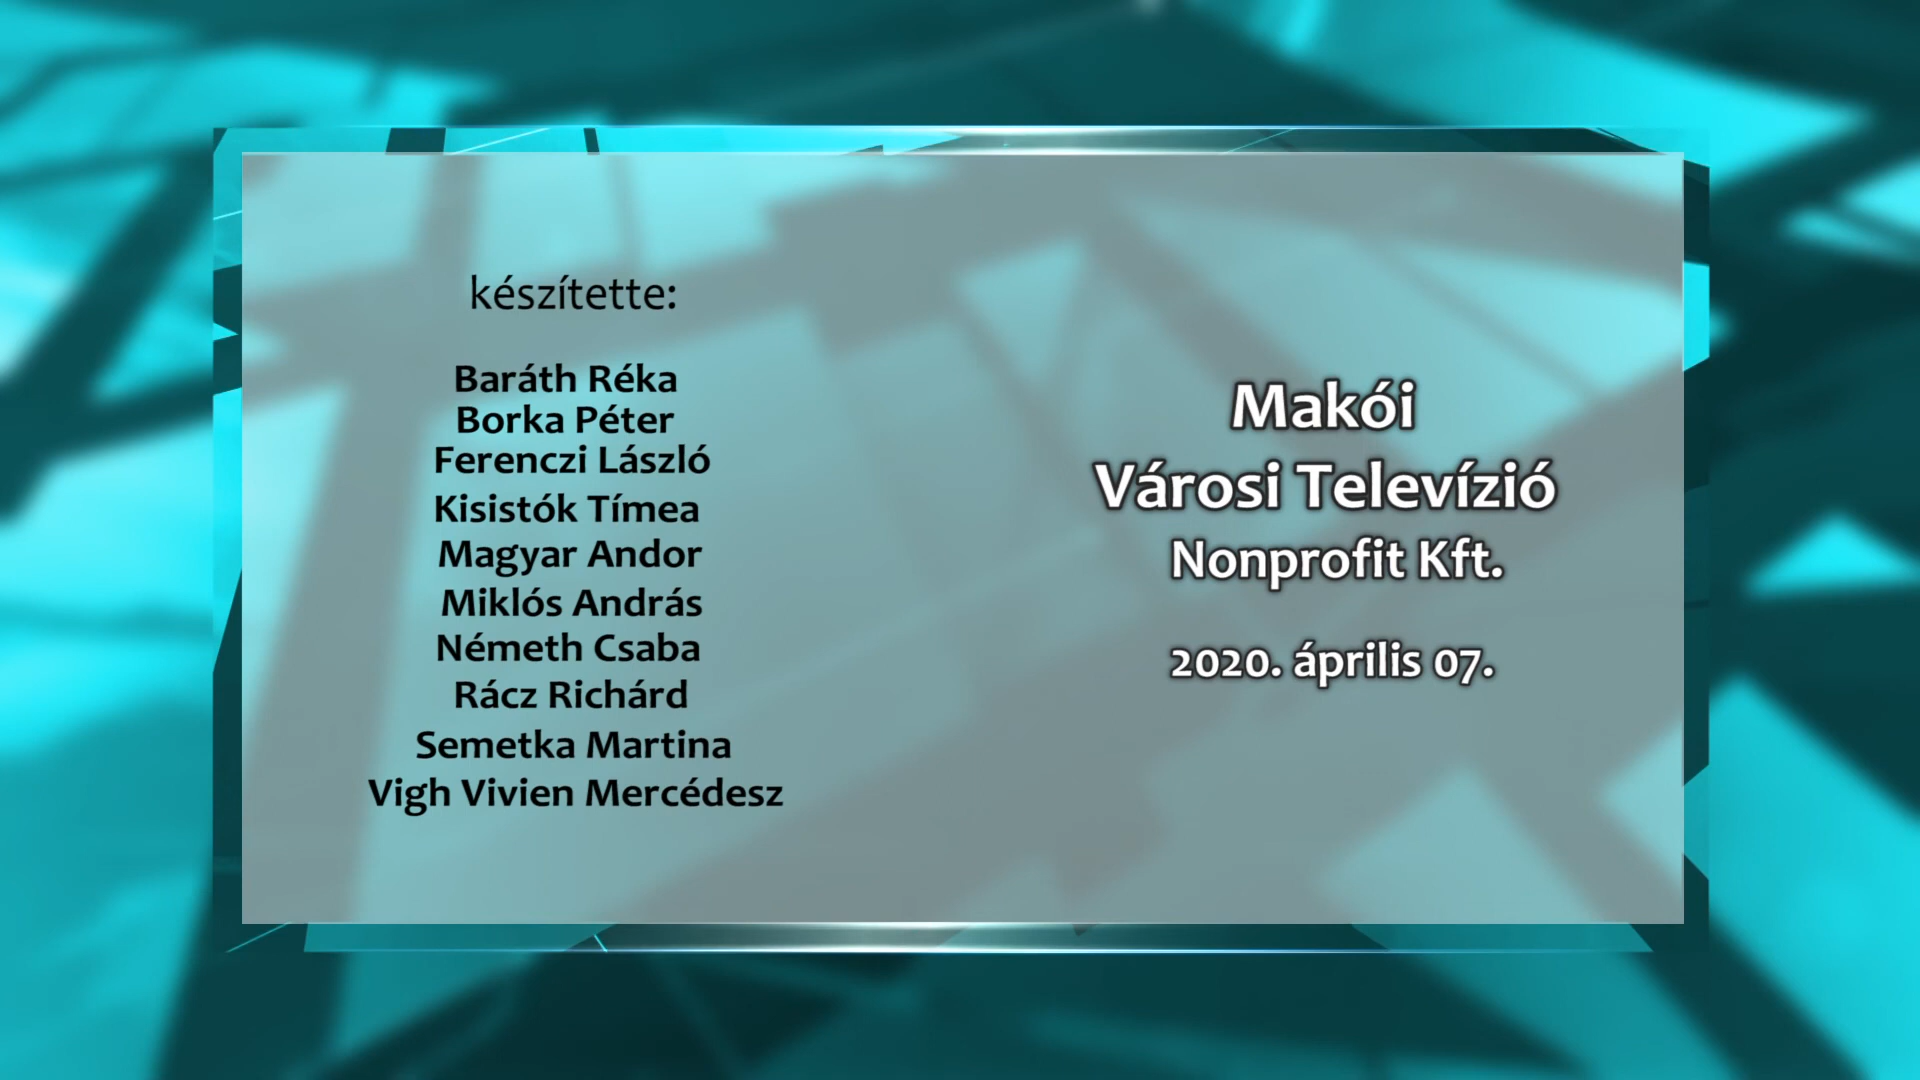 készítette:
Baráth Réka
Borka Péter
Ferenczi László
Kisistók Tímea
Magyar Andor
Miklós András
Németh Csaba
Rácz Richárd
Semetka Martina
Vigh Vivien Mercédesz
Makói
Városi Televízió
Nonprofit Kft.
2020. április 07.